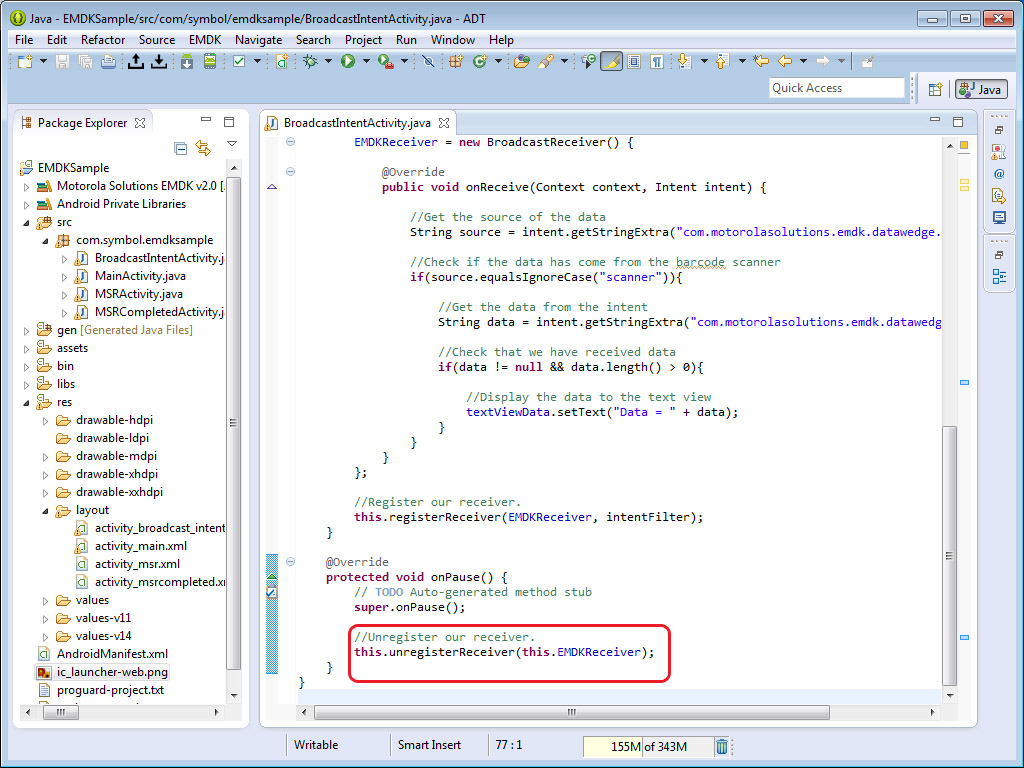 Java - EMDKSample/src/com/symbol/emdksample/BroadcastIntentActivity.java - ADT
File Edit Refactor Source EMDK Navigate Search Project Run Window Help
Quick Access
Java
Package Explorer
EMDKSample
Motorola Solutions EMDK v2.0 [
Android Private Libraries
src
com.symbol.emdksample
BroadcastIntentActivity.j
MainActivity.java
MSRActivity.java
MSRCompletedActivity.j
gen [Generated Java Files]
assets
bin
libs
res
drawable-hdpi
drawable-ldpi
drawable-mdpi
drawable-xhdpi
drawable-xxhdpi
layout
activity_broadcast_intent
activity_main.xml
activity_msr.xml
activity_msrcompleted.x
values
values-v11
values-v14
AndroidManifest.xml
ic_launcher-web.png
proguard-project.txt
BroadcastIntentActivity.java
EMDKReceiver = new BroadcastReceiver() {
@Override
public void onReceive(Context context, Intent intent) {
//Get the source of the data
String source = intent.getStringExtra("com.motorolasolutions.emdk.datawedge.
//Check if the data has come from the barcode scanner
if(source.equalsIgnoreCase("scanner")){
//Get the data from the intent
String data = intent.getStringExtra("com.motorolasolutions.emdk.datawedg
//Check that we have received data
if(data != null && data.length() > 0){
//Display the data to the text view
textViewData.setText("Data = " + data);
}
}
}
};
//Register our receiver.
this.registerReceiver(EMDKReceiver, intentFilter);
}
@Override
protected void onPause() {
// TODO Auto-generated method stub
super.onPause();
//Unregister our receiver.
this.unregisterReceiver(this.EMDKReceiver);
}
}
Writable Smart Insert 77 : 1 155M of 343M